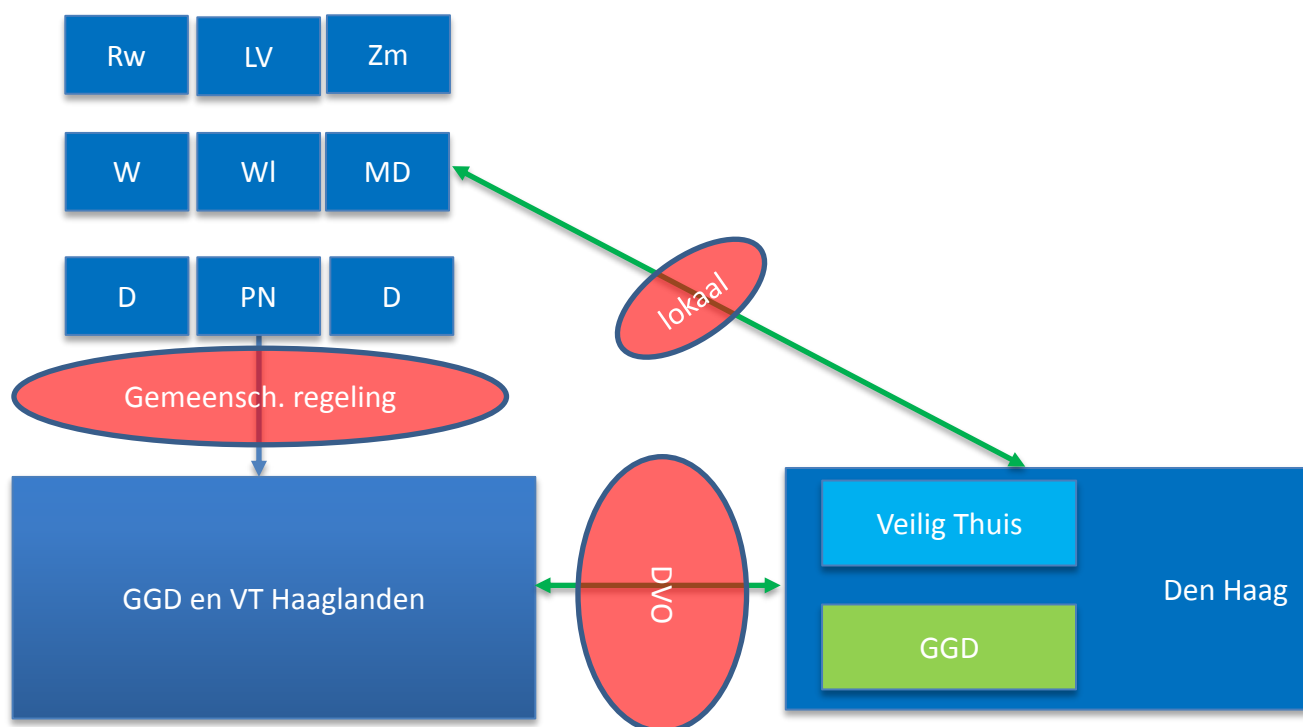 Rw
LV
Zm
W
Wl
MD
D
PN
D
lokaal
Gemeensch. regeling
GGD en VT Haaglanden
DVO
Veilig Thuis
Den Haag
GGD